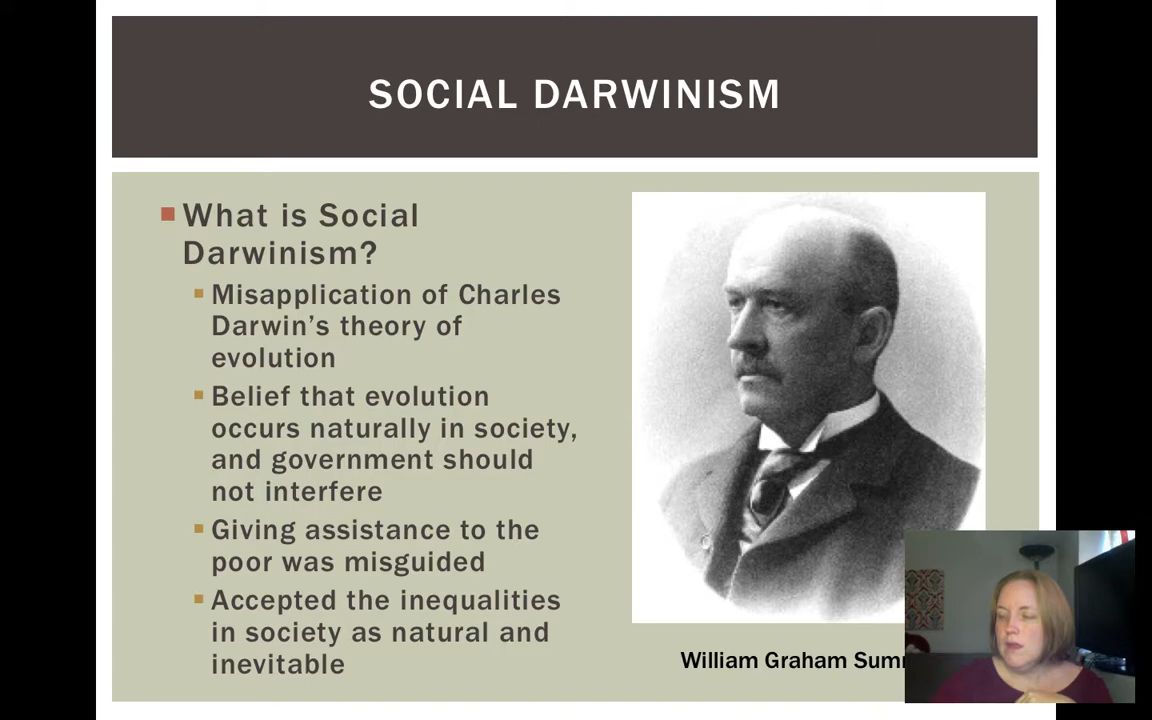 SOCIAL DARWINISM
What is Social
Darwinism?
Misapplication of Charles
Darwin's theory of
evolution
Belief that evolution
occurs naturally in society,
and government should
not interfere
Giving assistance to the
poor was misguided
Accepted the inequalities
in society as natural and
inevitable
William Graham